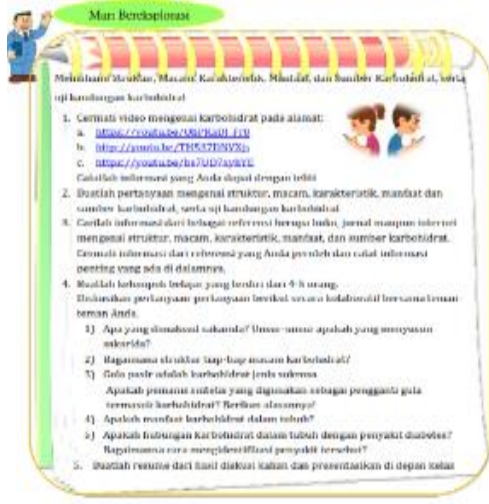 Mari Bereksplorasi
Memahami Struktur, Macam, Karakteristik, Manfaat, dan Sumber Karbohidrat, serta
uji kandungan karbohidrat
1. Cermati video mengenai karbohidrat pada alamat:
a.
b.
c.
Catatlah informasi yang Anda dapat dengan teliti
2. Buatlah pertanyaan mengenai struktur, macam, karakteristik, manfaat dan
sumber karbohidrat, serta uji kandungan karbohidrat
3. Carilah informasi dari berbagai referensi berupa buku, jurnal maupun internet
mengenai struktur, macam, karakteristik, manfaat, dan sumber karbohidrat.
Cermati informasi dari referensi yang Anda peroleh dan catat informasi
penting yang ada di dalamnya.
4. Buatlah kelompok belajar yang terdiri dari 4-5 orang.
Diskusikan pertanyaan pertanyaan berikut secara kolaboratif bersama teman
teman Anda.
1) Apa yang dimaksud sakarida? Unsur-unsur apakah yang menyusun
sakarida?
2) Bagaimana struktur tiap-tiap macam karbohidrat?
3) Gula pasir adalah karbohidrat jenis sukrosa.
Apakah pemanis sintetis yang digunakan sebagai pengganti gula
termasuk karbohidrat? Berikan alasannya!
4) Apakah manfaat karbohidrat dalam tubuh?
5) Apakah hubungan karbohidrat dalam tubuh dengan penyakit diabetes?
Bagaimana cara mengidentifikasi penyakit tersebut?
5. Buatlah resume dari hasil diskusi kalian dan presentasikan di depan kelas